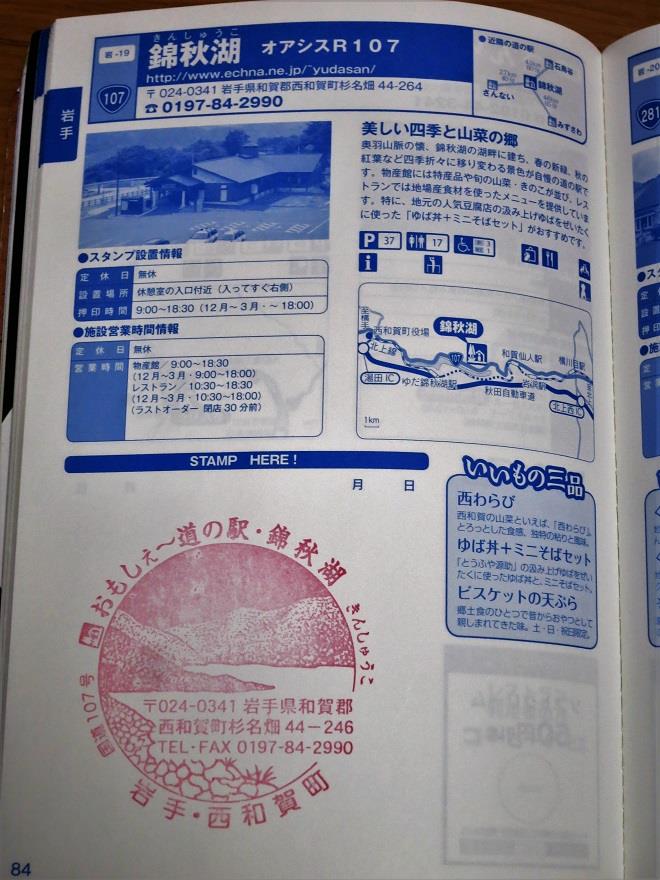 岩-19
きんしゅうこ
錦秋湖 オアシスR107
http://www.echna.ne.jp/~yudasan/
107
〒024-0341 岩手県和賀郡西和賀町杉名畑 44-264
☎0197-84-2990
●近隣の道の駅
石鳥谷
錦秋湖
さんない
みずさわ
岩手
美しい四季と山菜の郷
奥羽山脈の懐、錦秋湖の湖畔に建ち、春の新緑、秋の
紅葉など四季折々に移り変わる景色が自慢の道の駅で
す。物産館には特産品や旬の山菜・きのこが並び、レス
トランでは地場産食材を使ったメニューを提供していま
す。特に、地元の人気豆腐店の汲み上げゆばをぜいたく
に使った「ゆば丼＋ミニそばセット」がおすすめです。
P 37
17
●スタンプ設置情報
定休日 無休
設置場所 休憩室の入口付近（入ってすぐ右側）
押印時間 9:00～18:30（12月～3月・～18:00）
●施設営業時間情報
定休日 無休
営業時間 物産館／9:00～18:30
（12月～3月・9:00～18:00）
レストラン／10:30～18:30
（12月～3月・10:30～18:00）
（ラストオーダー 閉店30分前）
至横手
西和賀町役場
錦秋湖
北上線
107
和賀仙人駅
横川目駅
湯田IC
ゆだ錦秋湖駅
秋田自動車道
岩沢駅
北上西IC
1km
STAMP HERE!
月 日
いいもの三品
西わらび
西和賀の山菜といえば、「西わらび」。
とろっとした食感、独特の粘りと風味。
ゆば丼＋ミニそばセット
「とうふや源助」の汲み上げゆばをぜい
たくに使ったゆば丼と、ミニそばセット。
ビスケットの天ぷら
郷土食のひとつで昔からおやつとして
親しまれてきた味。土・日・祝日限定。
おもしぇ～道の駅・錦秋湖
きんしゅうこ
国道107号
〒024-0341 岩手県和賀郡
西和賀町杉名畑 44－246
TEL・FAX 0197-84-2990
岩手・西和賀町
84
岩-20
281